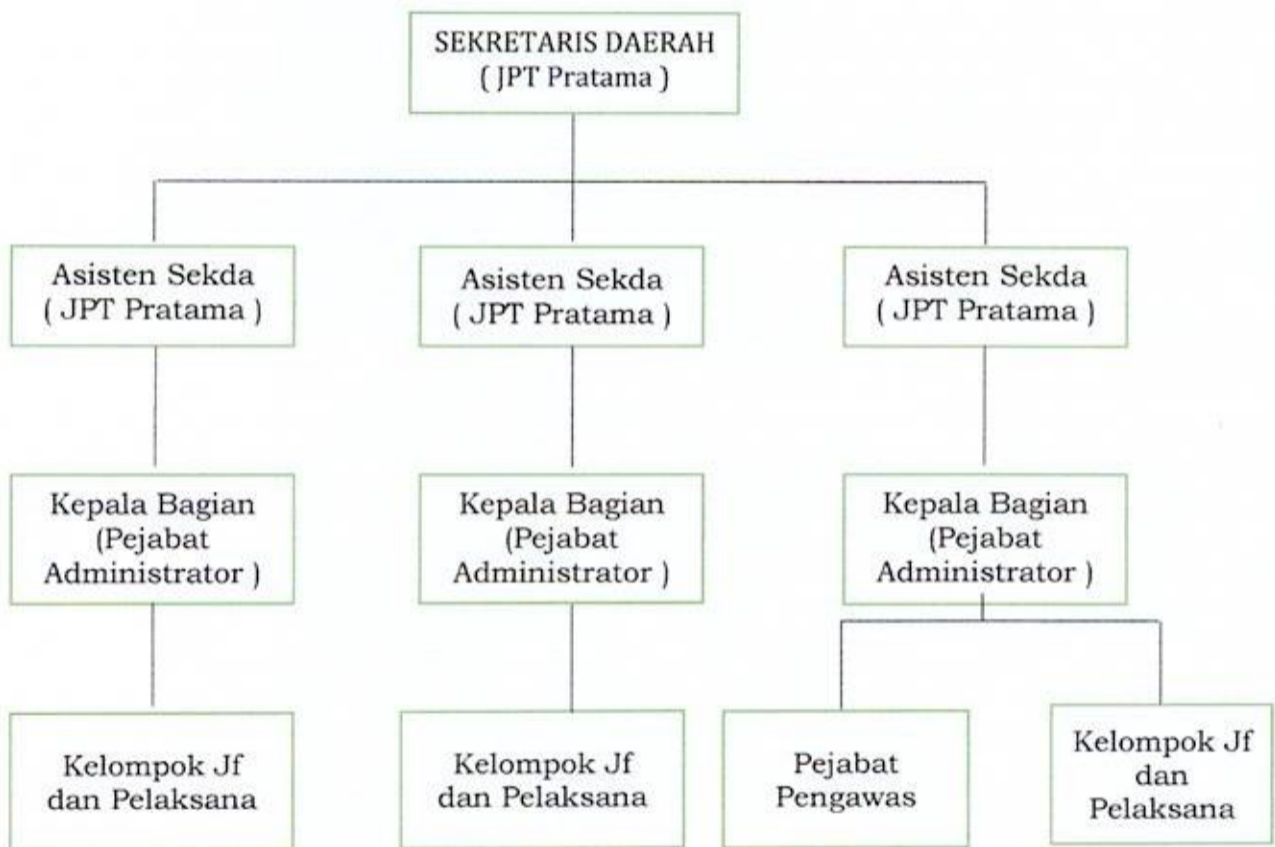 SEKRETARIS DAERAH
( JPT Pratama )
Asisten Sekda
( JPT Pratama )
Asisten Sekda
( JPT Pratama )
Asisten Sekda
( JPT Pratama )
Kepala Bagian
(Pejabat
Administrator )
Kepala Bagian
(Pejabat
Administrator )
Kepala Bagian
(Pejabat
Administrator )
Kelompok Jf
dan Pelaksana
Kelompok Jf
dan Pelaksana
Pejabat
Pengawas
Kelompok Jf
dan
Pelaksana